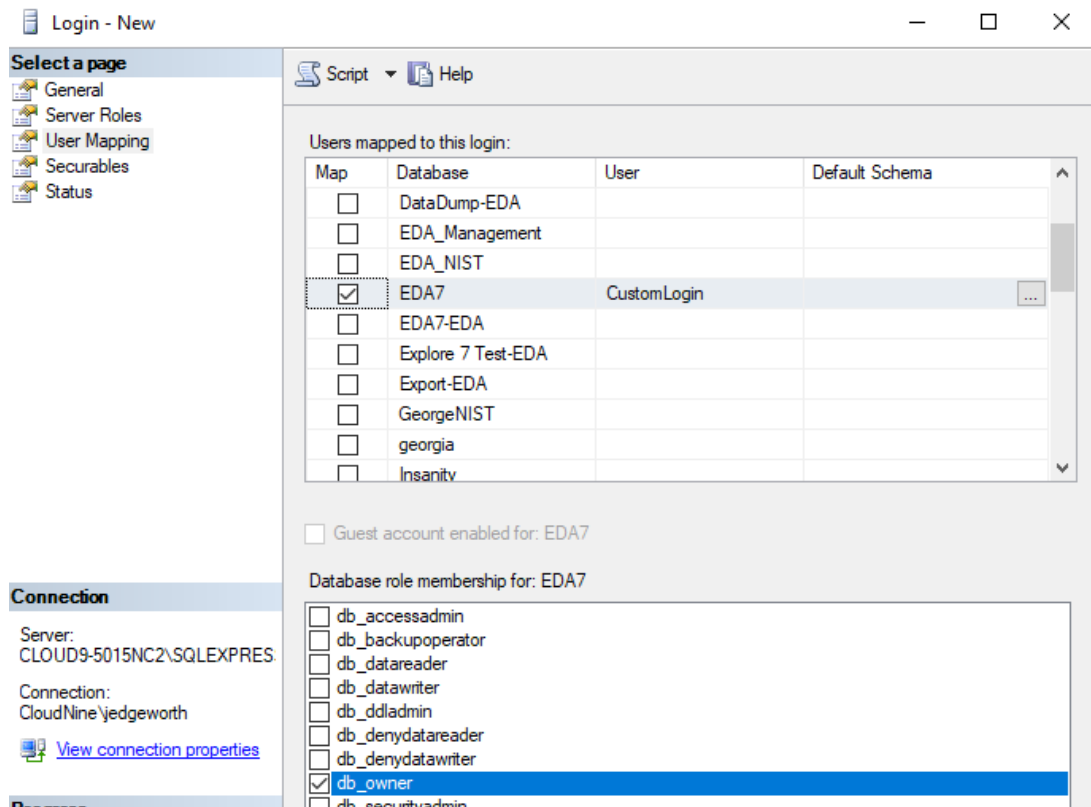 Login - New
Select a page
General
Server Roles
User Mapping
Securables
Status
Script
Help
Users mapped to this login:
Map Database User Default Schema
DataDump-EDA
EDA_Management
EDA_NIST
EDA7 CustomLogin ...
EDA7-EDA
Explore 7 Test-EDA
Export-EDA
GeorgeNIST
georgia
Insanity
Guest account enabled for: EDA7
Database role membership for: EDA7
db_accessadmin
db_backupoperator
db_datareader
db_datawriter
db_ddladmin
db_denydatareader
db_denydatawriter
db_owner
db_securityadmin
Connection
Server:
CLOUD9-5015NC2\SQLEXPRES
Connection:
CloudNine\jedgeworth
View connection properties
Progress